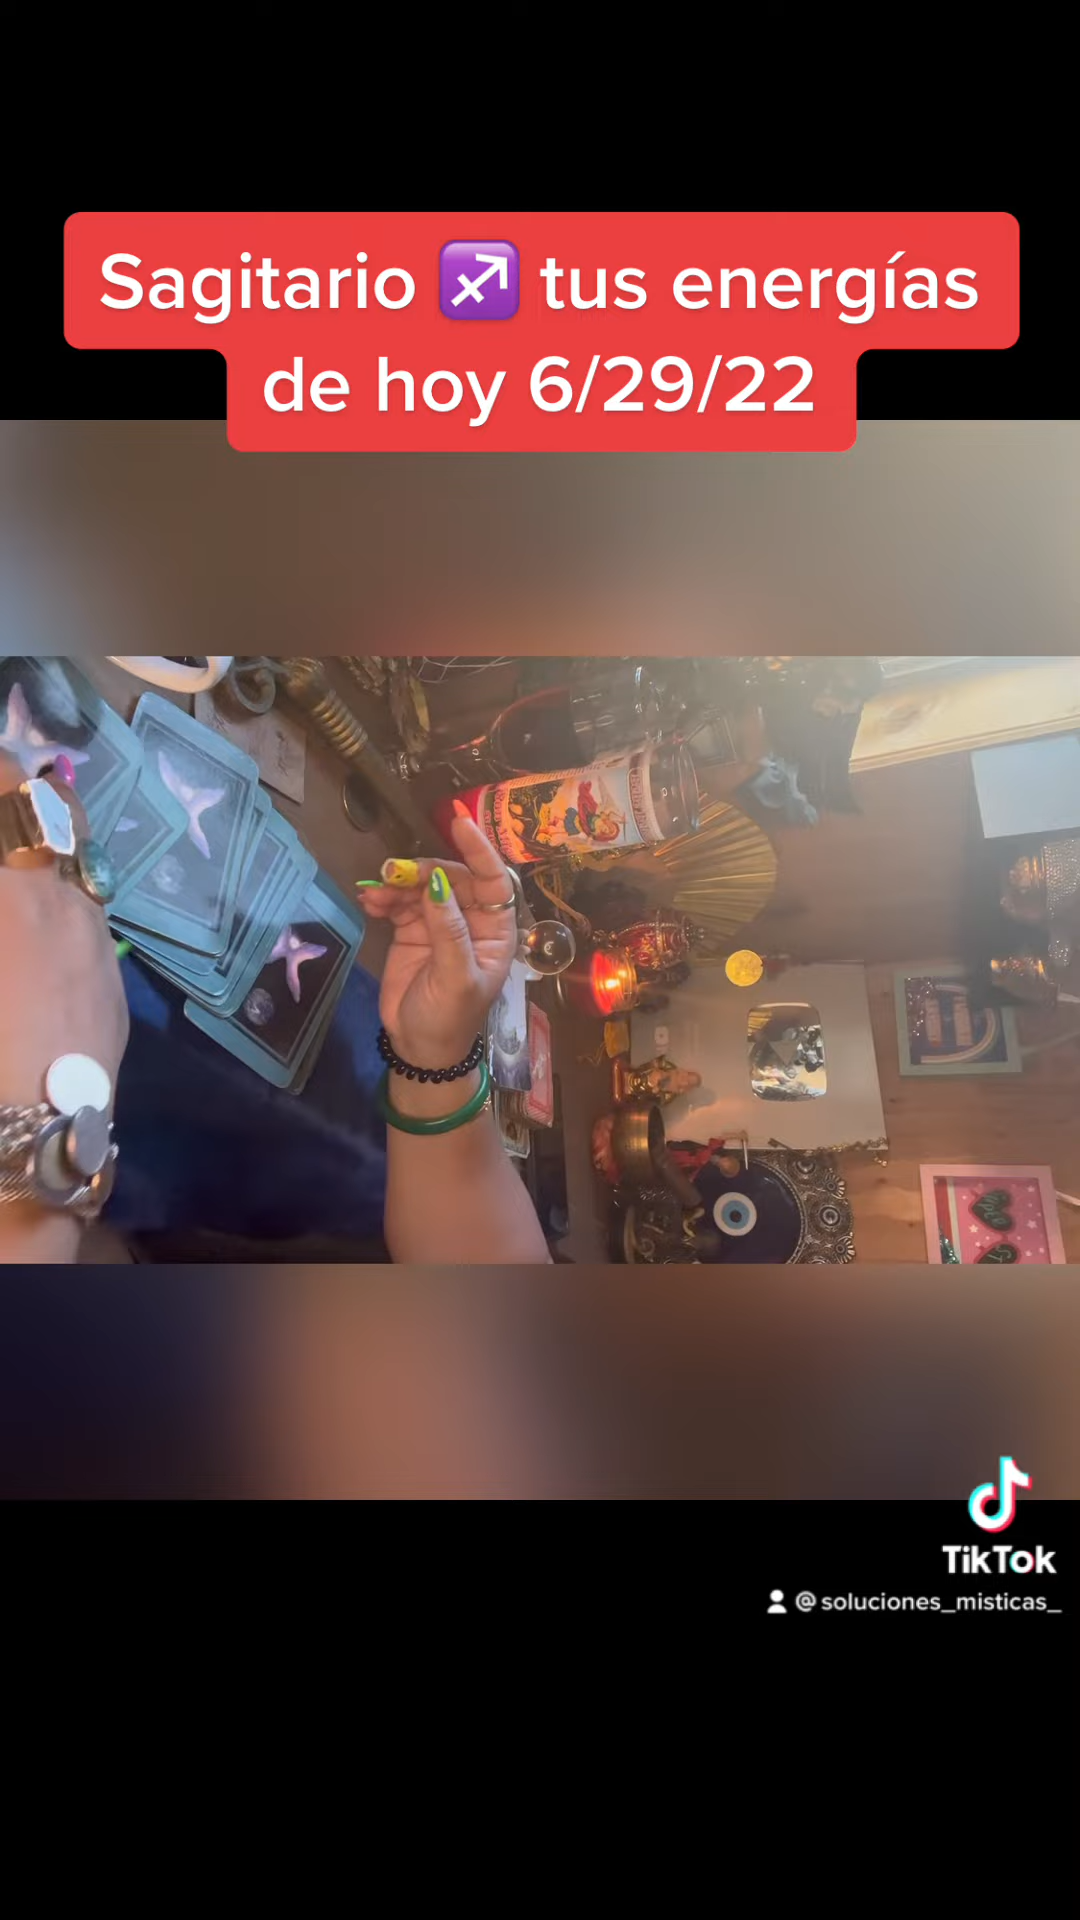 Sagitario ♐ tus energías
de hoy 6/29/22
TikTok
@soluciones_misticas_